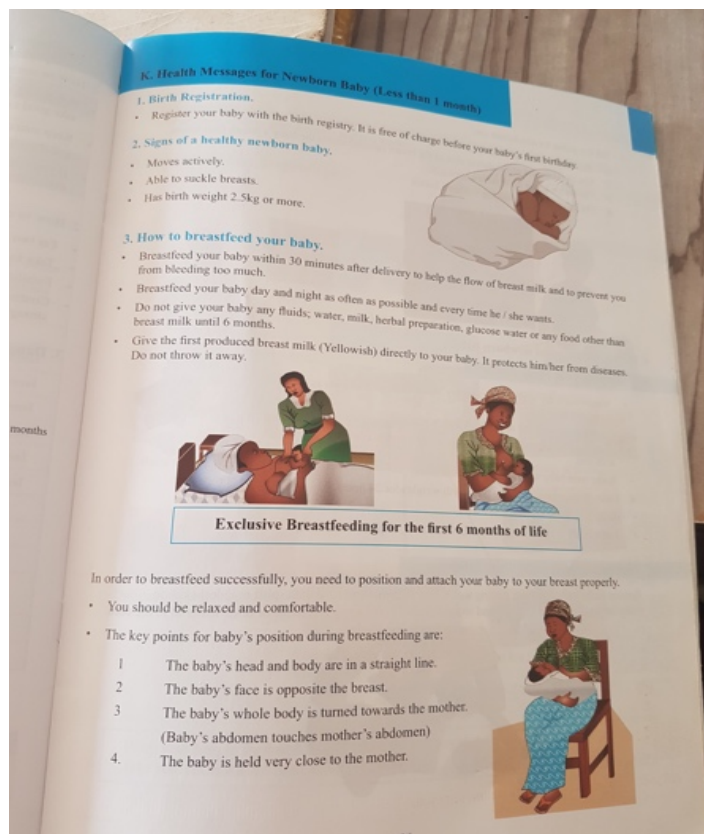 K. Health Messages for Newborn Baby (Less than 1 month)
1. Birth Registration.
• Register your baby with the birth registry. It is free of charge before your baby's first birthday.
2. Signs of a healthy newborn baby.
• Moves actively.
• Able to suckle breasts.
• Has birth weight 2.5kg or more.
3. How to breastfeed your baby.
• Breastfeed your baby within 30 minutes after delivery to help the flow of breast milk and to prevent you
from bleeding too much.
• Breastfeed your baby day and night as often as possible and every time he / she wants.
• Do not give your baby any fluids; water, milk, herbal preparation, glucose water or any food other than
breast milk until 6 months.
• Give the first produced breast milk (Yellowish) directly to your baby. It protects him/her from diseases.
Do not throw it away.
months
Exclusive Breastfeeding for the first 6 months of life
In order to breastfeed successfully, you need to position and attach your baby to your breast properly.
• You should be relaxed and comfortable.
• The key points for baby's position during breastfeeding are:
1 The baby's head and body are in a straight line.
2 The baby's face is opposite the breast.
3 The baby's whole body is turned towards the mother.
(Baby's abdomen touches mother's abdomen)
4. The baby is held very close to the mother.